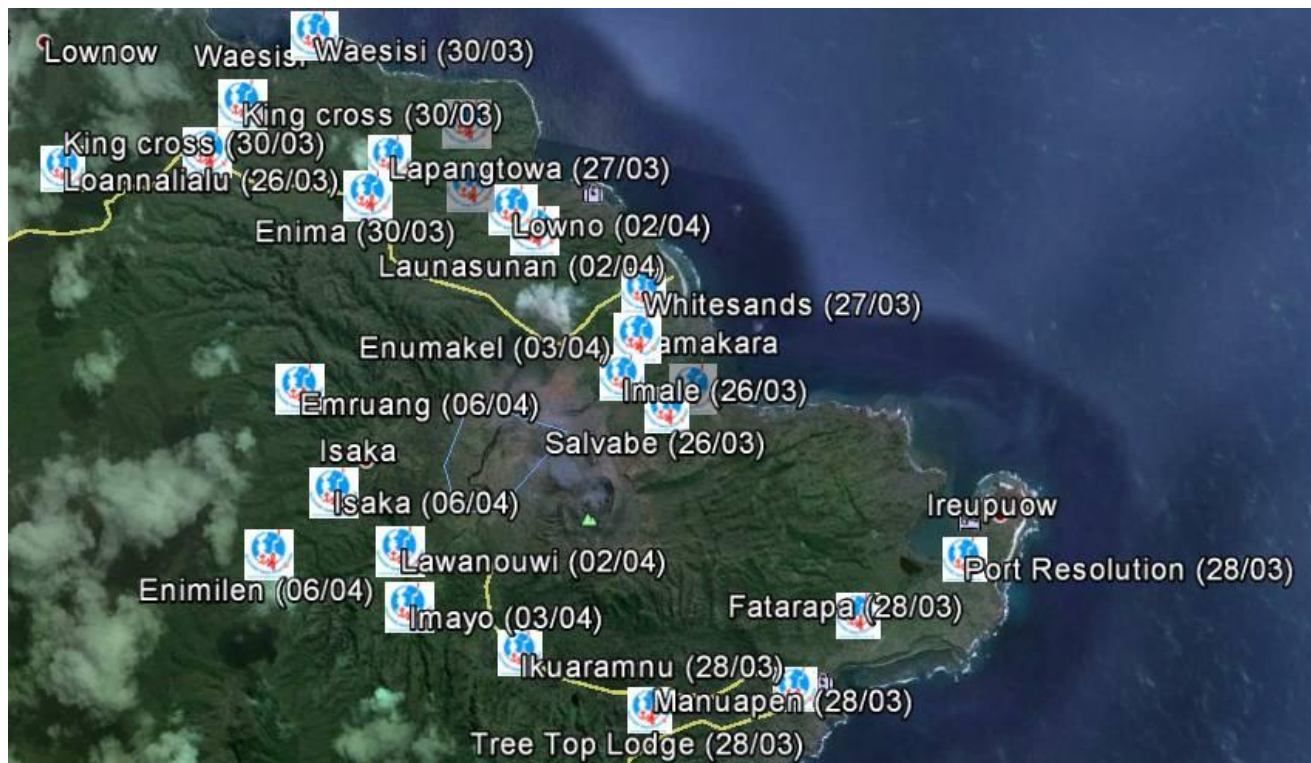 Lownow
Waesisi
Waesisi (30/03)
King cross (30/03)
King cross (30/03)
Loannalialu (26/03)
Lapangtowa (27/03)
Enima (30/03)
Lowno (02/04)
Launasunan (02/04)
Whitesands (27/03)
Enumakel (03/04)
amakara
Imale (26/03)
Emruang (06/04)
Salvabe (26/03)
Isaka
Isaka (06/04)
Ireupuow
Lawanouwi (02/04)
Port Resolution (28/03)
Enimilen (06/04)
Fatarapa (28/03)
Imayo (03/04)
Ikuaramnu (28/03)
Manuapen (28/03)
Tree Top Lodge (28/03)